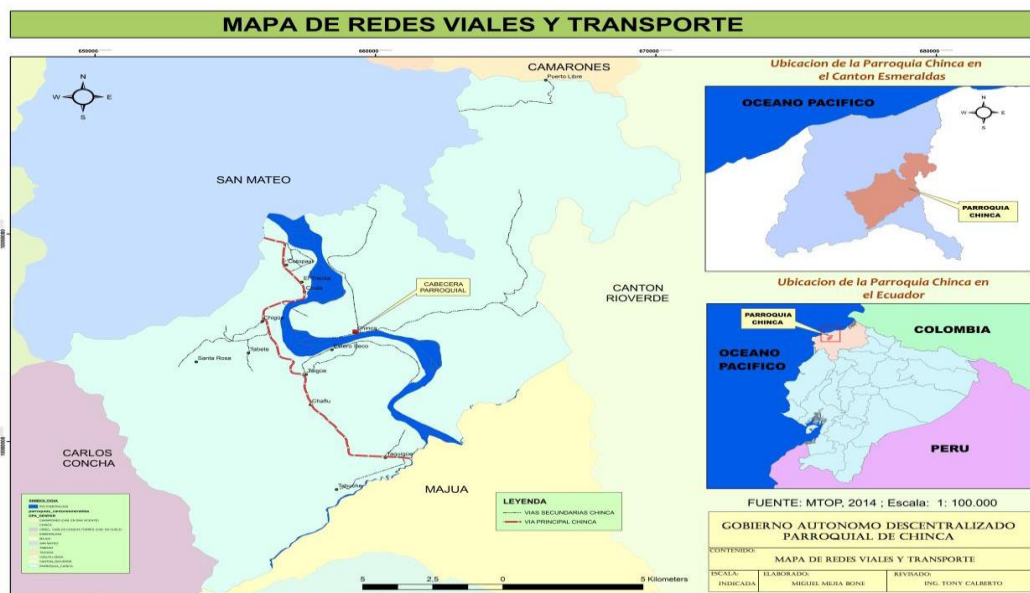 MAPA DE REDES VIALES Y TRANSPORTE
650000
660000
670000
680000
N
W
E
S
CAMARONES
Puerto Libre
SAN MATEO
CABECERA
PARROQUIAL
CANTON
RIOVERDE
Chigüe
Chinca
Estero Seco
Tabete
Santa Rosa
Chaflu
Taquigüe
CARLOS
CONCHA
MAJUA
SIMBOLOGIA
LEYENDA
VIAS SECUNDARIAS CHINCA
VIA PRINCIPAL CHINCA
5
2,5
0
5 Kilometers
Ubicacion de la Parroquia Chinca en
el Canton Esmeraldas
OCEANO PACIFICO
N
W
E
S
PARROQUIA
CHINCA
Ubicacion de la Parroquia Chinca en
el Ecuador
PARROQUIA
CHINCA
COLOMBIA
OCEANO
PACIFICO
PERU
FUENTE: MTOP, 2014 ; Escala: 1: 100.000
GOBIERNO AUTONOMO DESCENTRALIZADO
PARROQUIAL DE CHINCA
CONTENIDO:
MAPA DE REDES VIALES Y TRANSPORTE
ESCALA:
INDICADA
ELABORADO:
MIGUEL MEJIA BONE
REVISADO:
ING. TONY CALBERTO